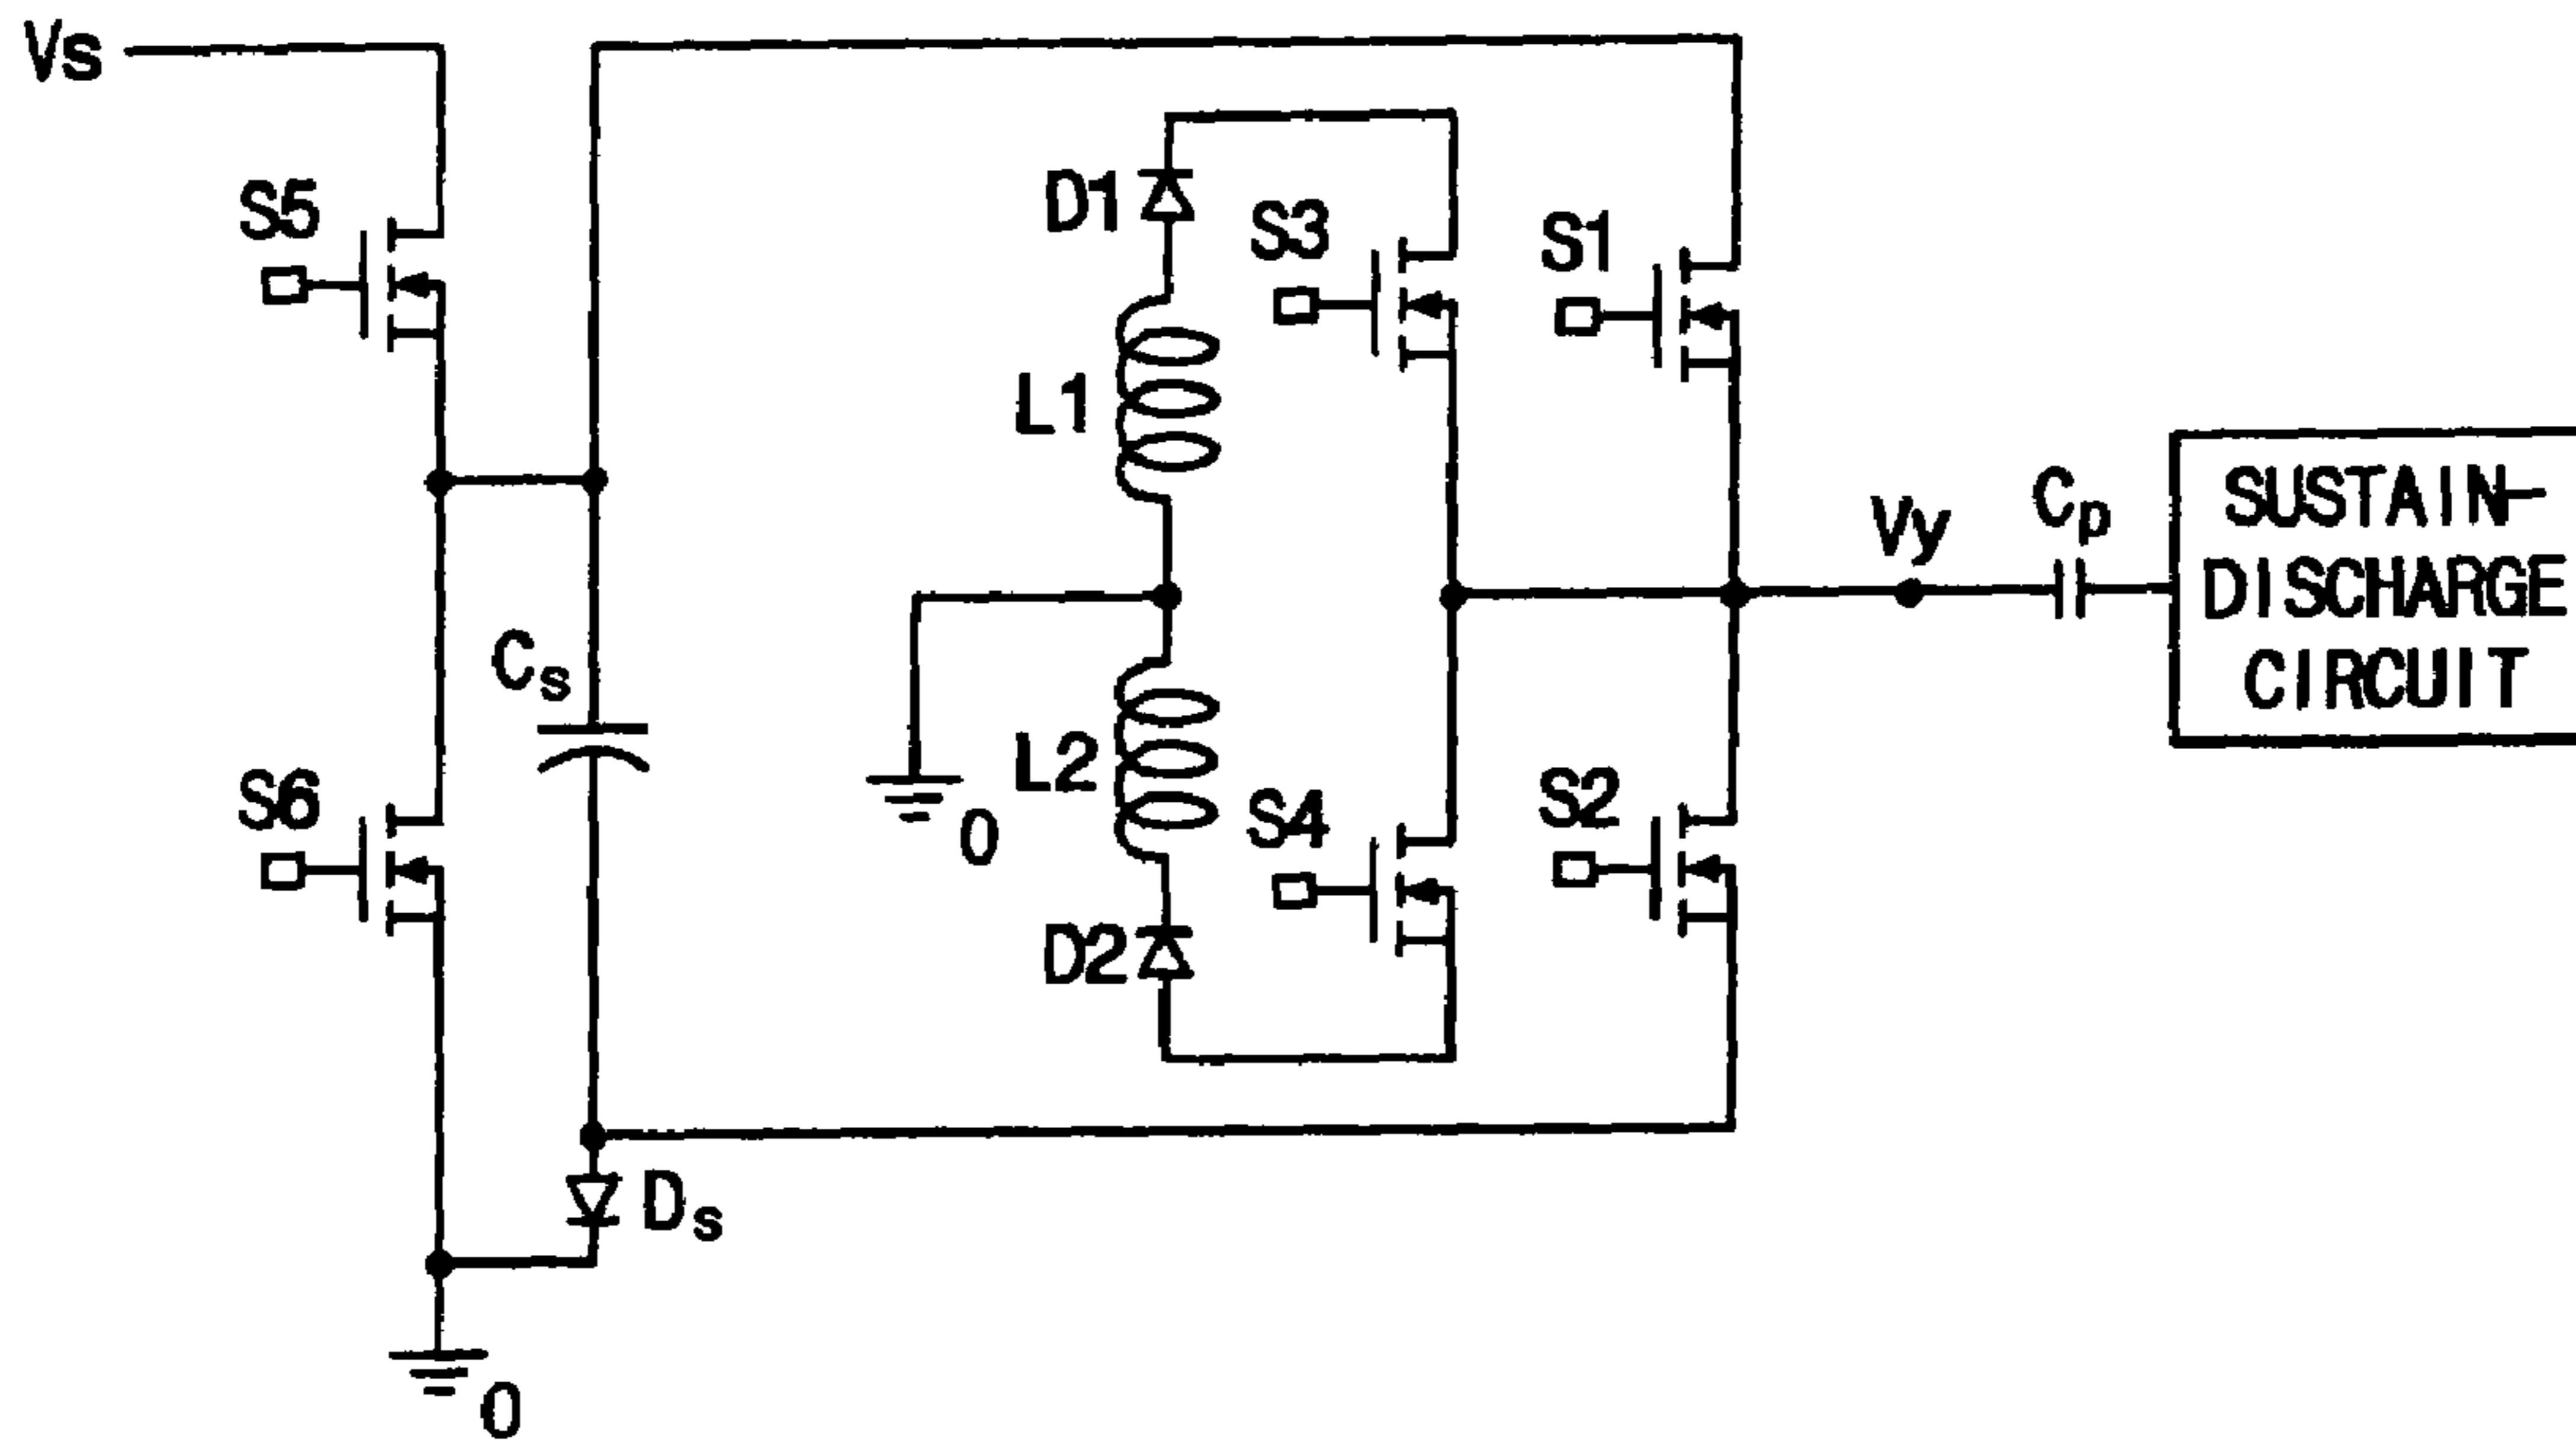 Vs
S5
D1
S3
S1
L1
Vy
Cp
SUSTAIN-
DISCHARGE
CIRCUIT
Cs
L2
0
S6
S4
S2
D2
Ds
0